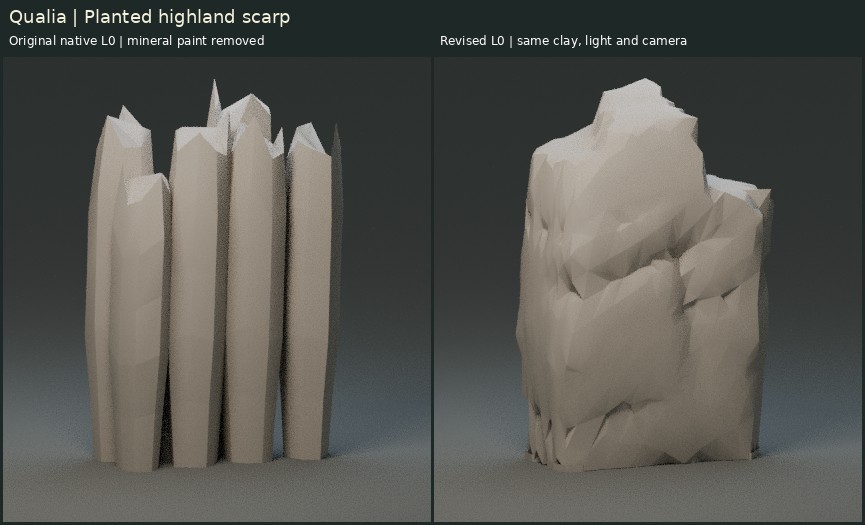 Qualia | Planted highland scarp
Original native L0 | mineral paint removed
Revised L0 | same clay, light and camera